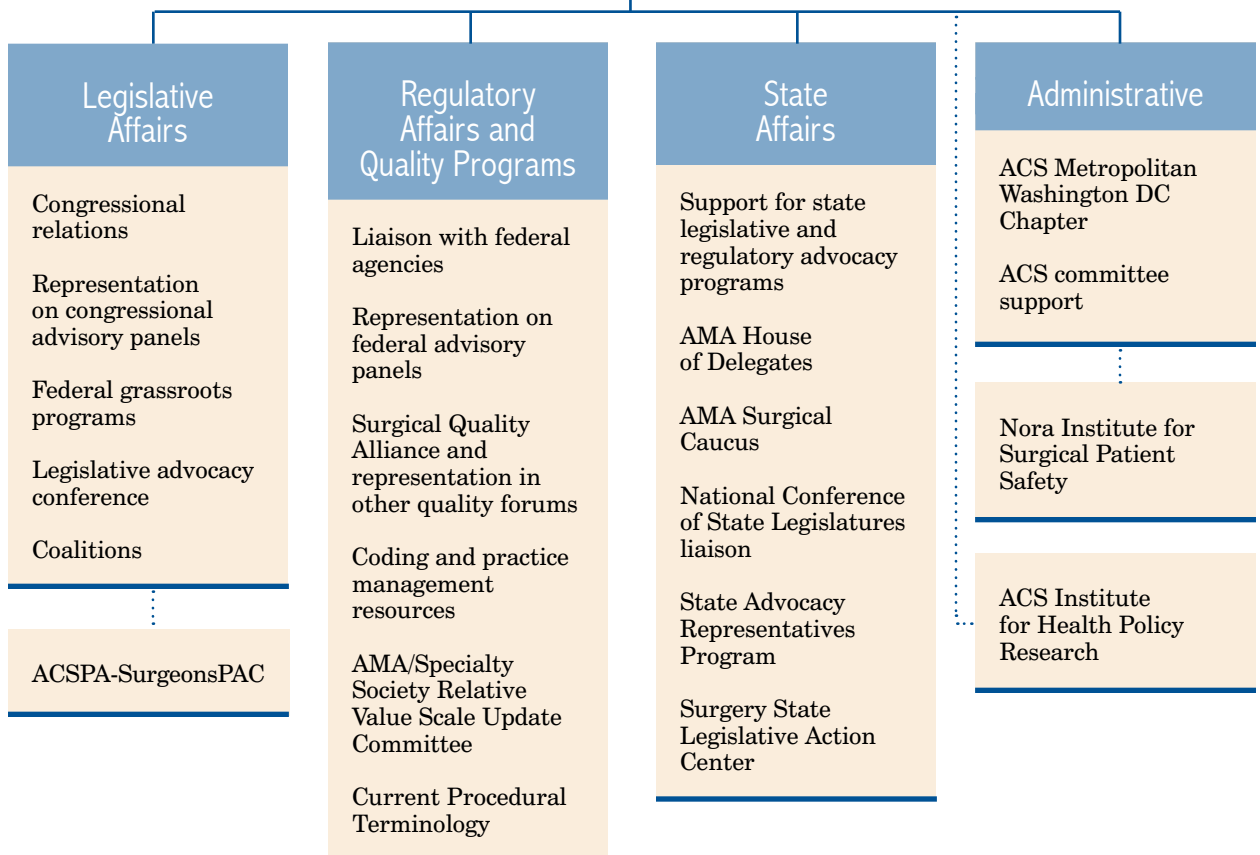 Legislative
Affairs
Congressional
relations
Representation
on congressional
advisory panels
Federal grassroots
programs
Legislative advocacy
conference
Coalitions
ACSPA-SurgeonsPAC
Regulatory
Affairs and
Quality Programs
Liaison with federal
agencies
Representation on
federal advisory
panels
Surgical Quality
Alliance and
representation in
other quality forums
Coding and practice
management
resources
AMA/Specialty
Society Relative
Value Scale Update
Committee
Current Procedural
Terminology
State
Affairs
Support for state
legislative and
regulatory advocacy
programs
AMA House
of Delegates
AMA Surgical
Caucus
National Conference
of State Legislatures
liaison
State Advocacy
Representatives
Program
Surgery State
Legislative Action
Center
Administrative
ACS Metropolitan
Washington DC
Chapter
ACS committee
support
Nora Institute for
Surgical Patient
Safety
ACS Institute
for Health Policy
Research